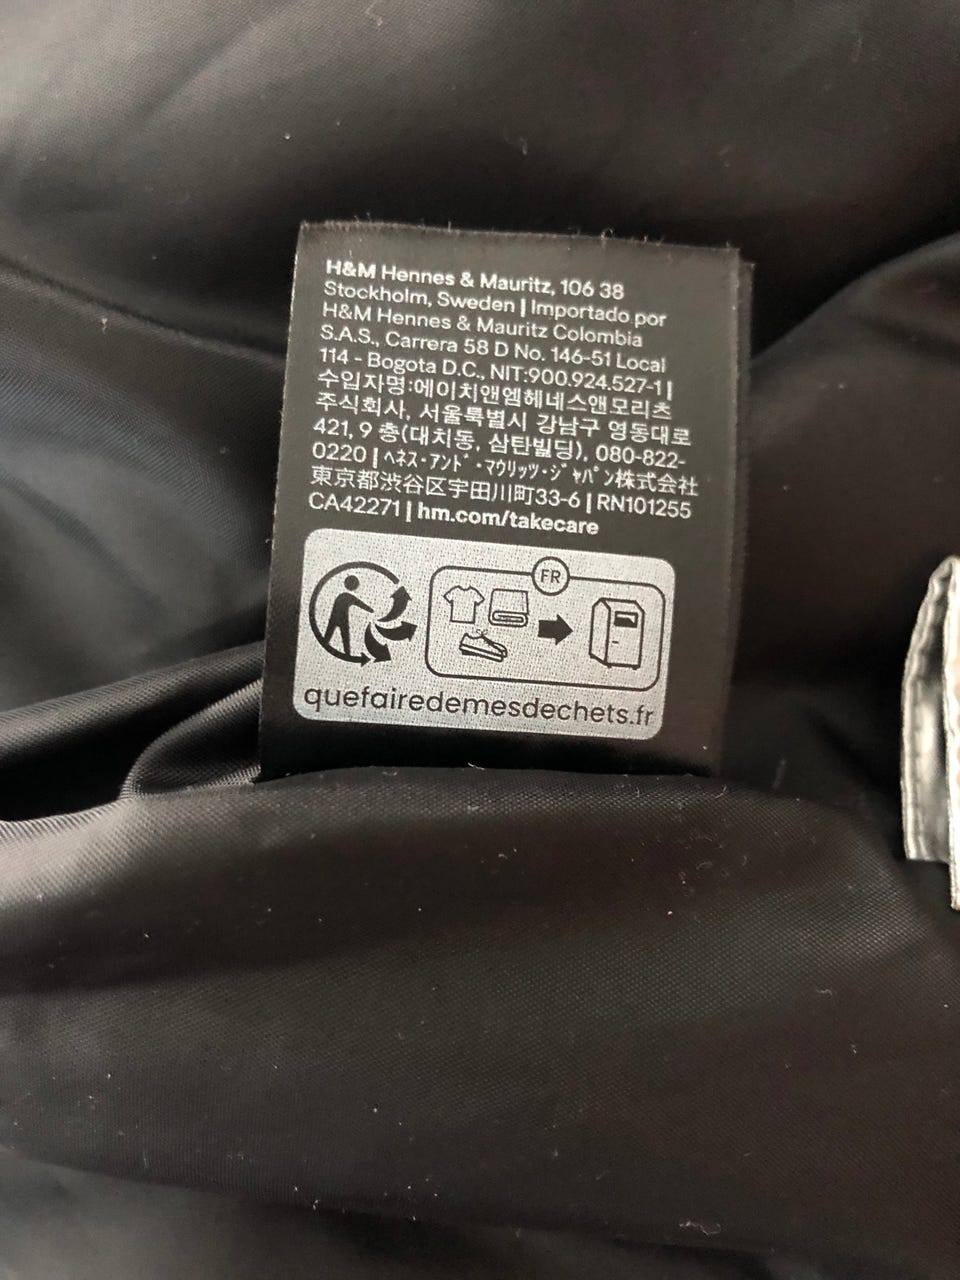 H&M Hennes & Mauritz, 106 38
Stockholm, Sweden | Importado por
H&M Hennes & Mauritz Colombia
S.A.S., Carrera 58 D No. 146-51 Local
114 - Bogota D.C., NIT:900.924.527-1 |
수입자명:에이치앤엠헤네스앤모리츠
주식회사, 서울특별시 강남구 영동대로
421, 9 층(대치동, 삼탄빌딩), 080-822-
0220 | ヘネス・アンド・マウリッツ・ジャパン株式会社
東京都渋谷区宇田川町33-6 | RN101255
CA42271 | hm.com/takecare
FR
quefairedemesdechets.fr